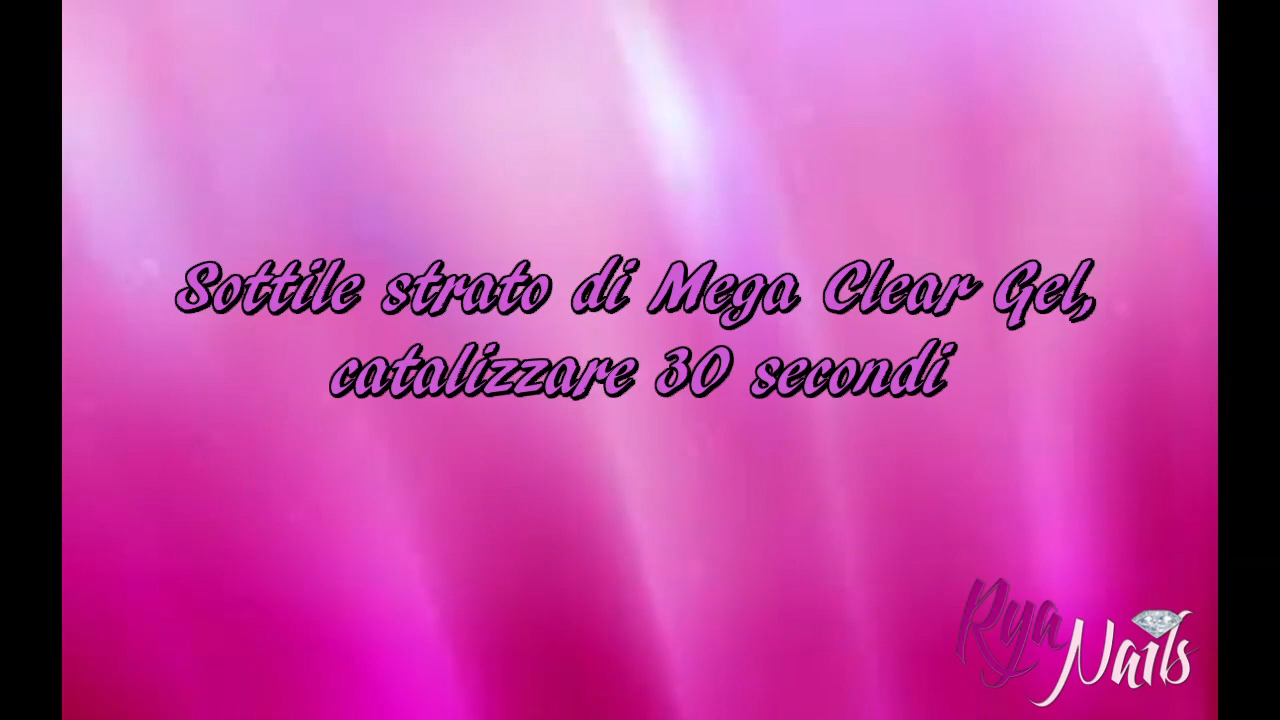 Sottile strato di Mega Clear Gel,
catalizzare 30 secondi
Rya
Nails